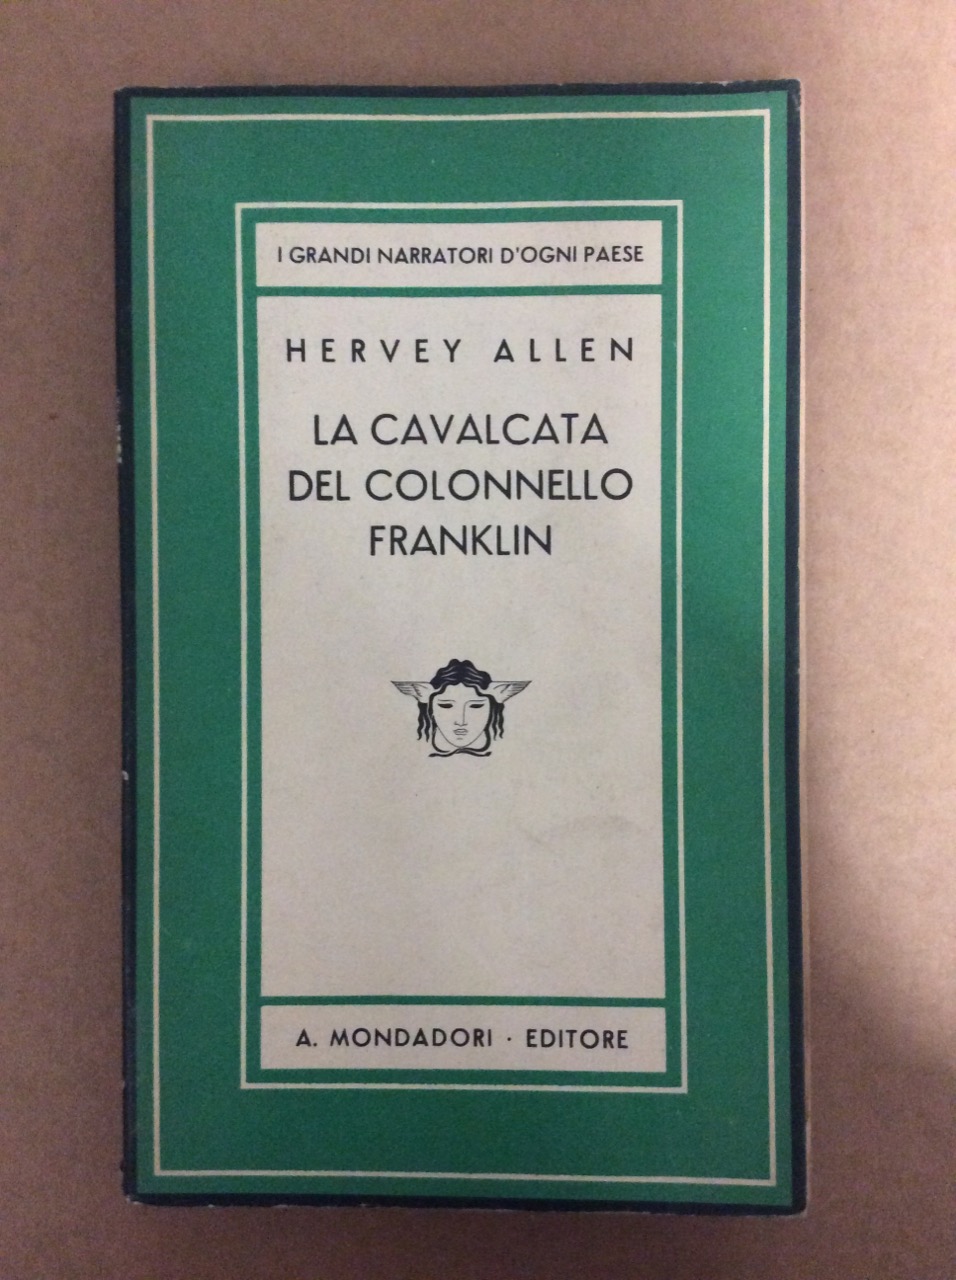 I GRANDI NARRATORI D'OGNI PAESE
HERVEY ALLEN
LA CAVALCATA
DEL COLONNELLO
FRANKLIN
A. MONDADORI · EDITORE